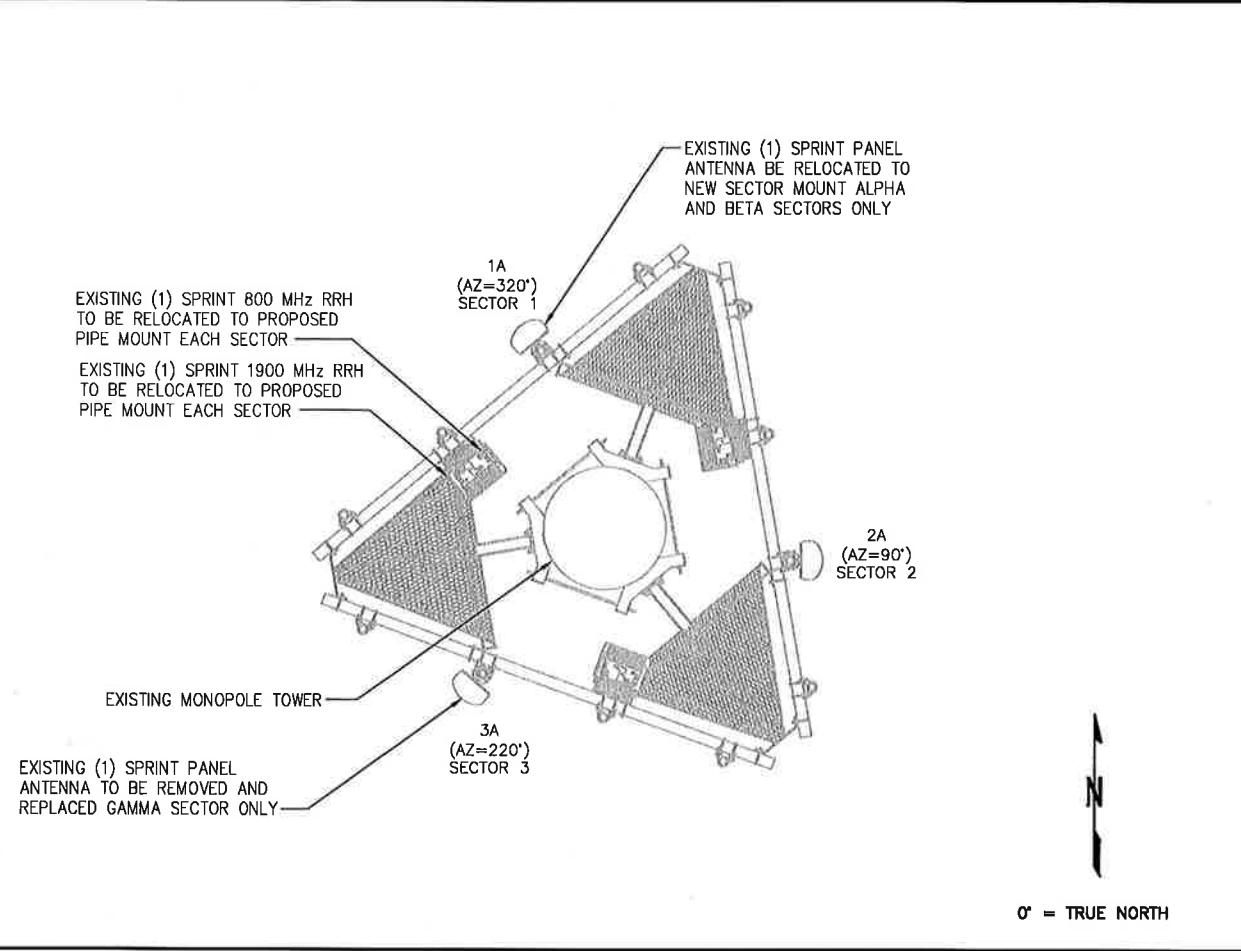 EXISTING (1) SPRINT PANEL
ANTENNA BE RELOCATED TO
NEW SECTOR MOUNT ALPHA
AND BETA SECTORS ONLY
1A
(AZ=320°)
SECTOR 1
EXISTING (1) SPRINT 800 MHz RRH
TO BE RELOCATED TO PROPOSED
PIPE MOUNT EACH SECTOR
EXISTING (1) SPRINT 1900 MHz RRH
TO BE RELOCATED TO PROPOSED
PIPE MOUNT EACH SECTOR
2A
(AZ=90°)
SECTOR 2
EXISTING MONOPOLE TOWER
3A
(AZ=220°)
SECTOR 3
EXISTING (1) SPRINT PANEL
ANTENNA TO BE REMOVED AND
REPLACED GAMMA SECTOR ONLY
N
0° = TRUE NORTH